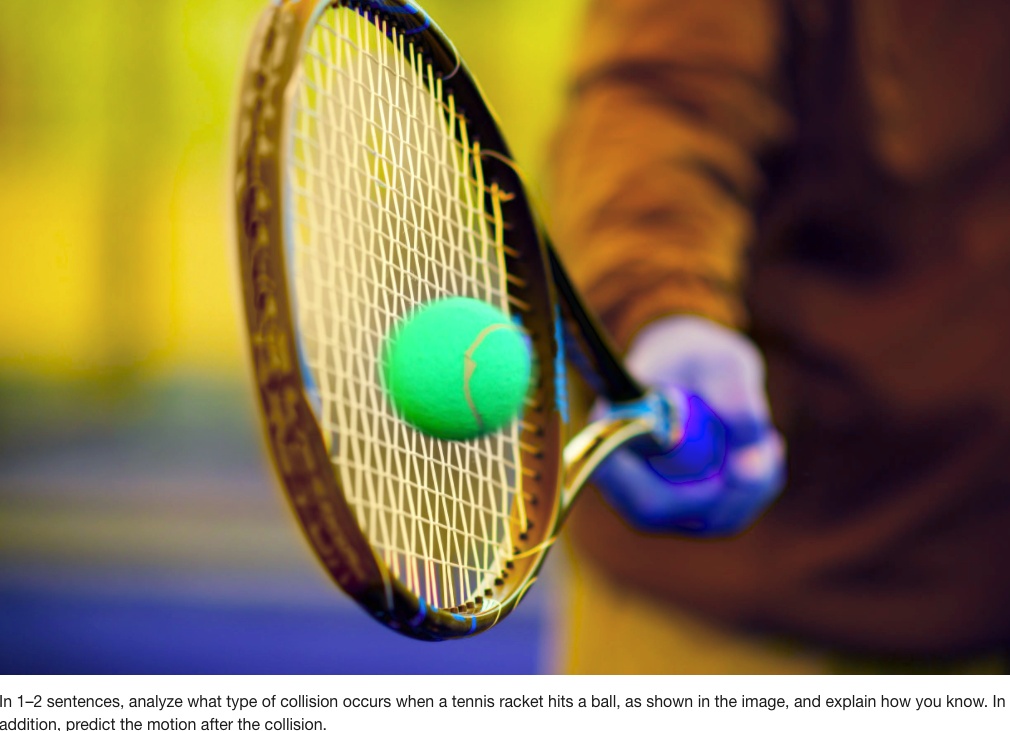 In 1–2 sentences, analyze what type of collision occurs when a tennis racket hits a ball, as shown in the image, and explain how you know. In
addition, predict the motion after the collision.